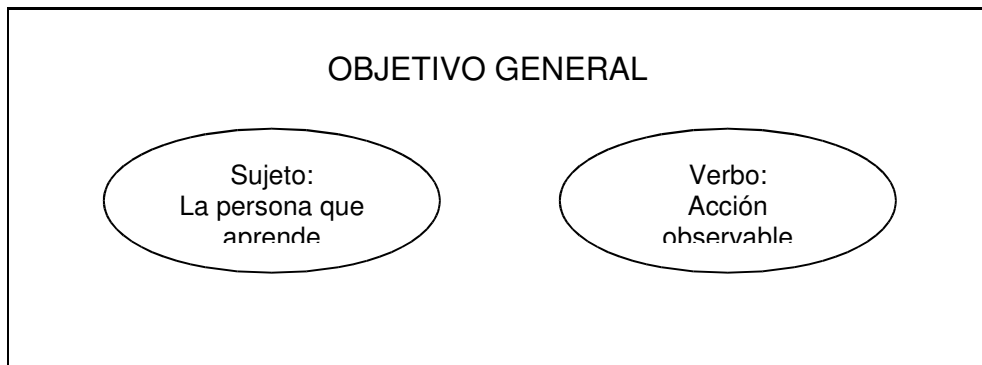 OBJETIVO GENERAL
Sujeto:
La persona que
aprende
Verbo:
Acción
observable